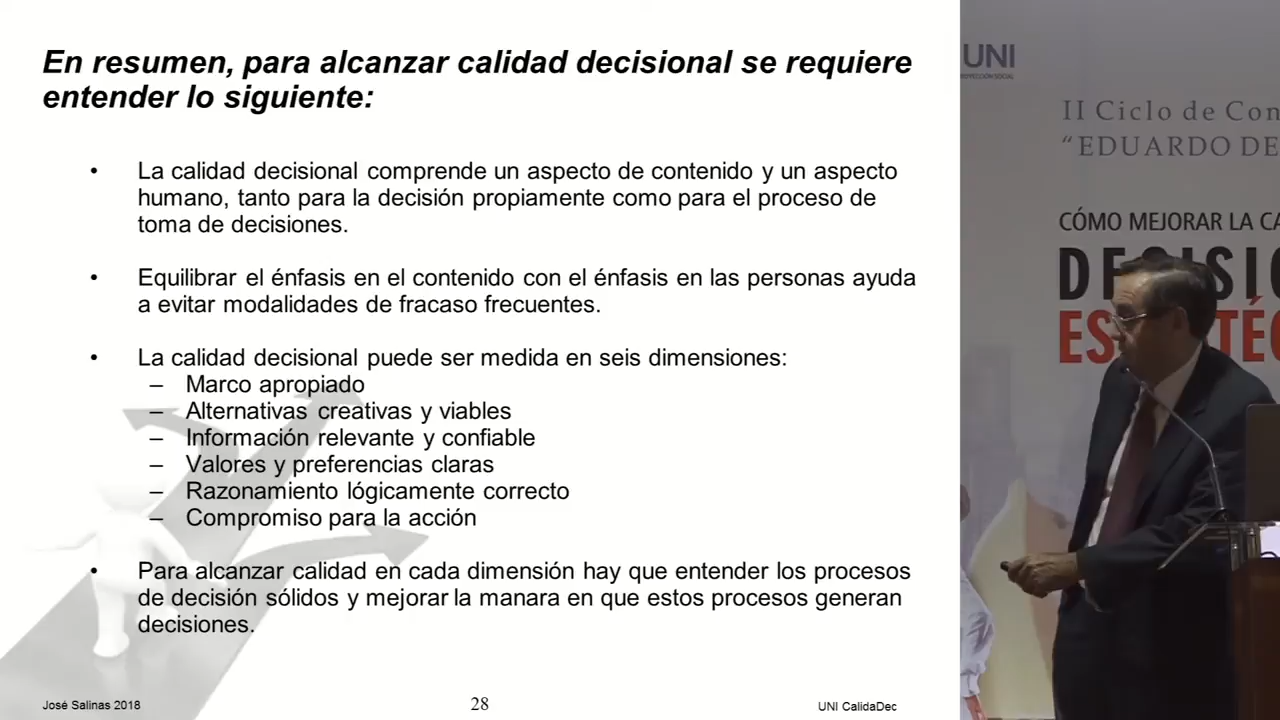 En resumen, para alcanzar calidad decisional se requiere
entender lo siguiente:
• La calidad decisional comprende un aspecto de contenido y un aspecto
humano, tanto para la decisión propiamente como para el proceso de
toma de decisiones.
• Equilibrar el énfasis en el contenido con el énfasis en las personas ayuda
a evitar modalidades de fracaso frecuentes.
• La calidad decisional puede ser medida en seis dimensiones:
– Marco apropiado
– Alternativas creativas y viables
– Información relevante y confiable
– Valores y preferencias claras
– Razonamiento lógicamente correcto
– Compromiso para la acción
• Para alcanzar calidad en cada dimensión hay que entender los procesos
de decisión sólidos y mejorar la manara en que estos procesos generan
decisiones.
José Salinas 2018
28
UNI CalidaDec
UNI
II Ciclo de Con
“EDUARDO DE
CÓMO MEJORAR LA CA